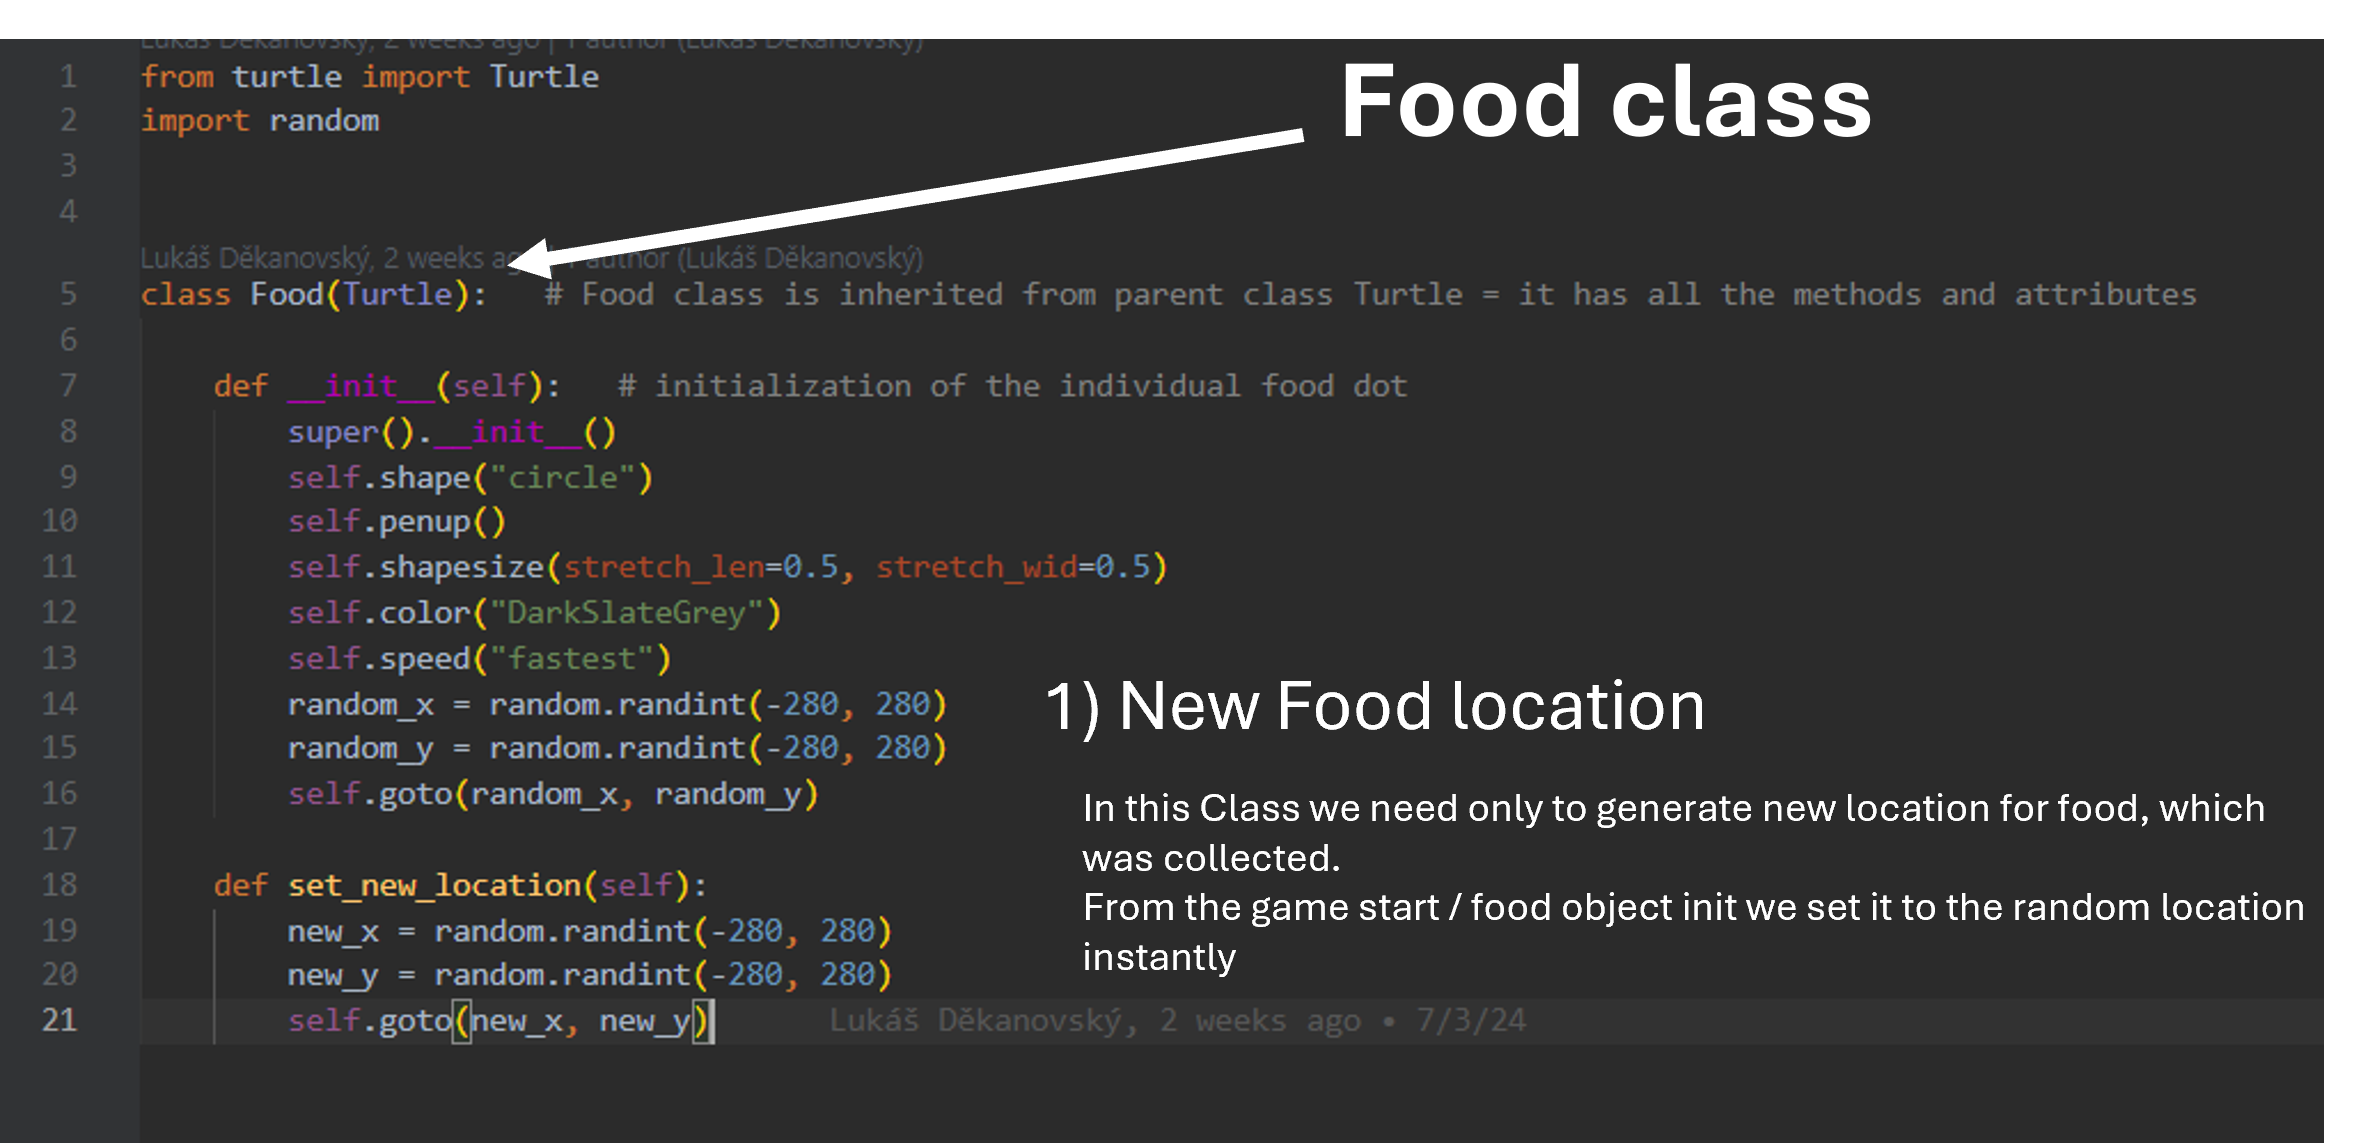 Lukáš Děkanovský, 2 weeks ago | 1 author (Lukáš Děkanovský)
1 from turtle import Turtle
2 import random
3
4
Food class
Lukáš Děkanovský, 2 weeks ago author (Lukáš Děkanovský)
5 class Food(Turtle):   # Food class is inherited from parent class Turtle = it has all the methods and attributes
6
7     def __init__(self):   # initialization of the individual food dot
8         super().__init__()
9         self.shape("circle")
10         self.penup()
11         self.shapesize(stretch_len=0.5, stretch_wid=0.5)
12         self.color("DarkSlateGrey")
13         self.speed("fastest")
14         random_x = random.randint(-280, 280)
15         random_y = random.randint(-280, 280)
16         self.goto(random_x, random_y)
17
18     def set_new_location(self):
19         new_x = random.randint(-280, 280)
20         new_y = random.randint(-280, 280)
21         self.goto(new_x, new_y)    Lukáš Děkanovský, 2 weeks ago • 7/3/24
1) New Food location
In this Class we need only to generate new location for food, which
was collected.
From the game start / food object init we set it to the random location
instantly